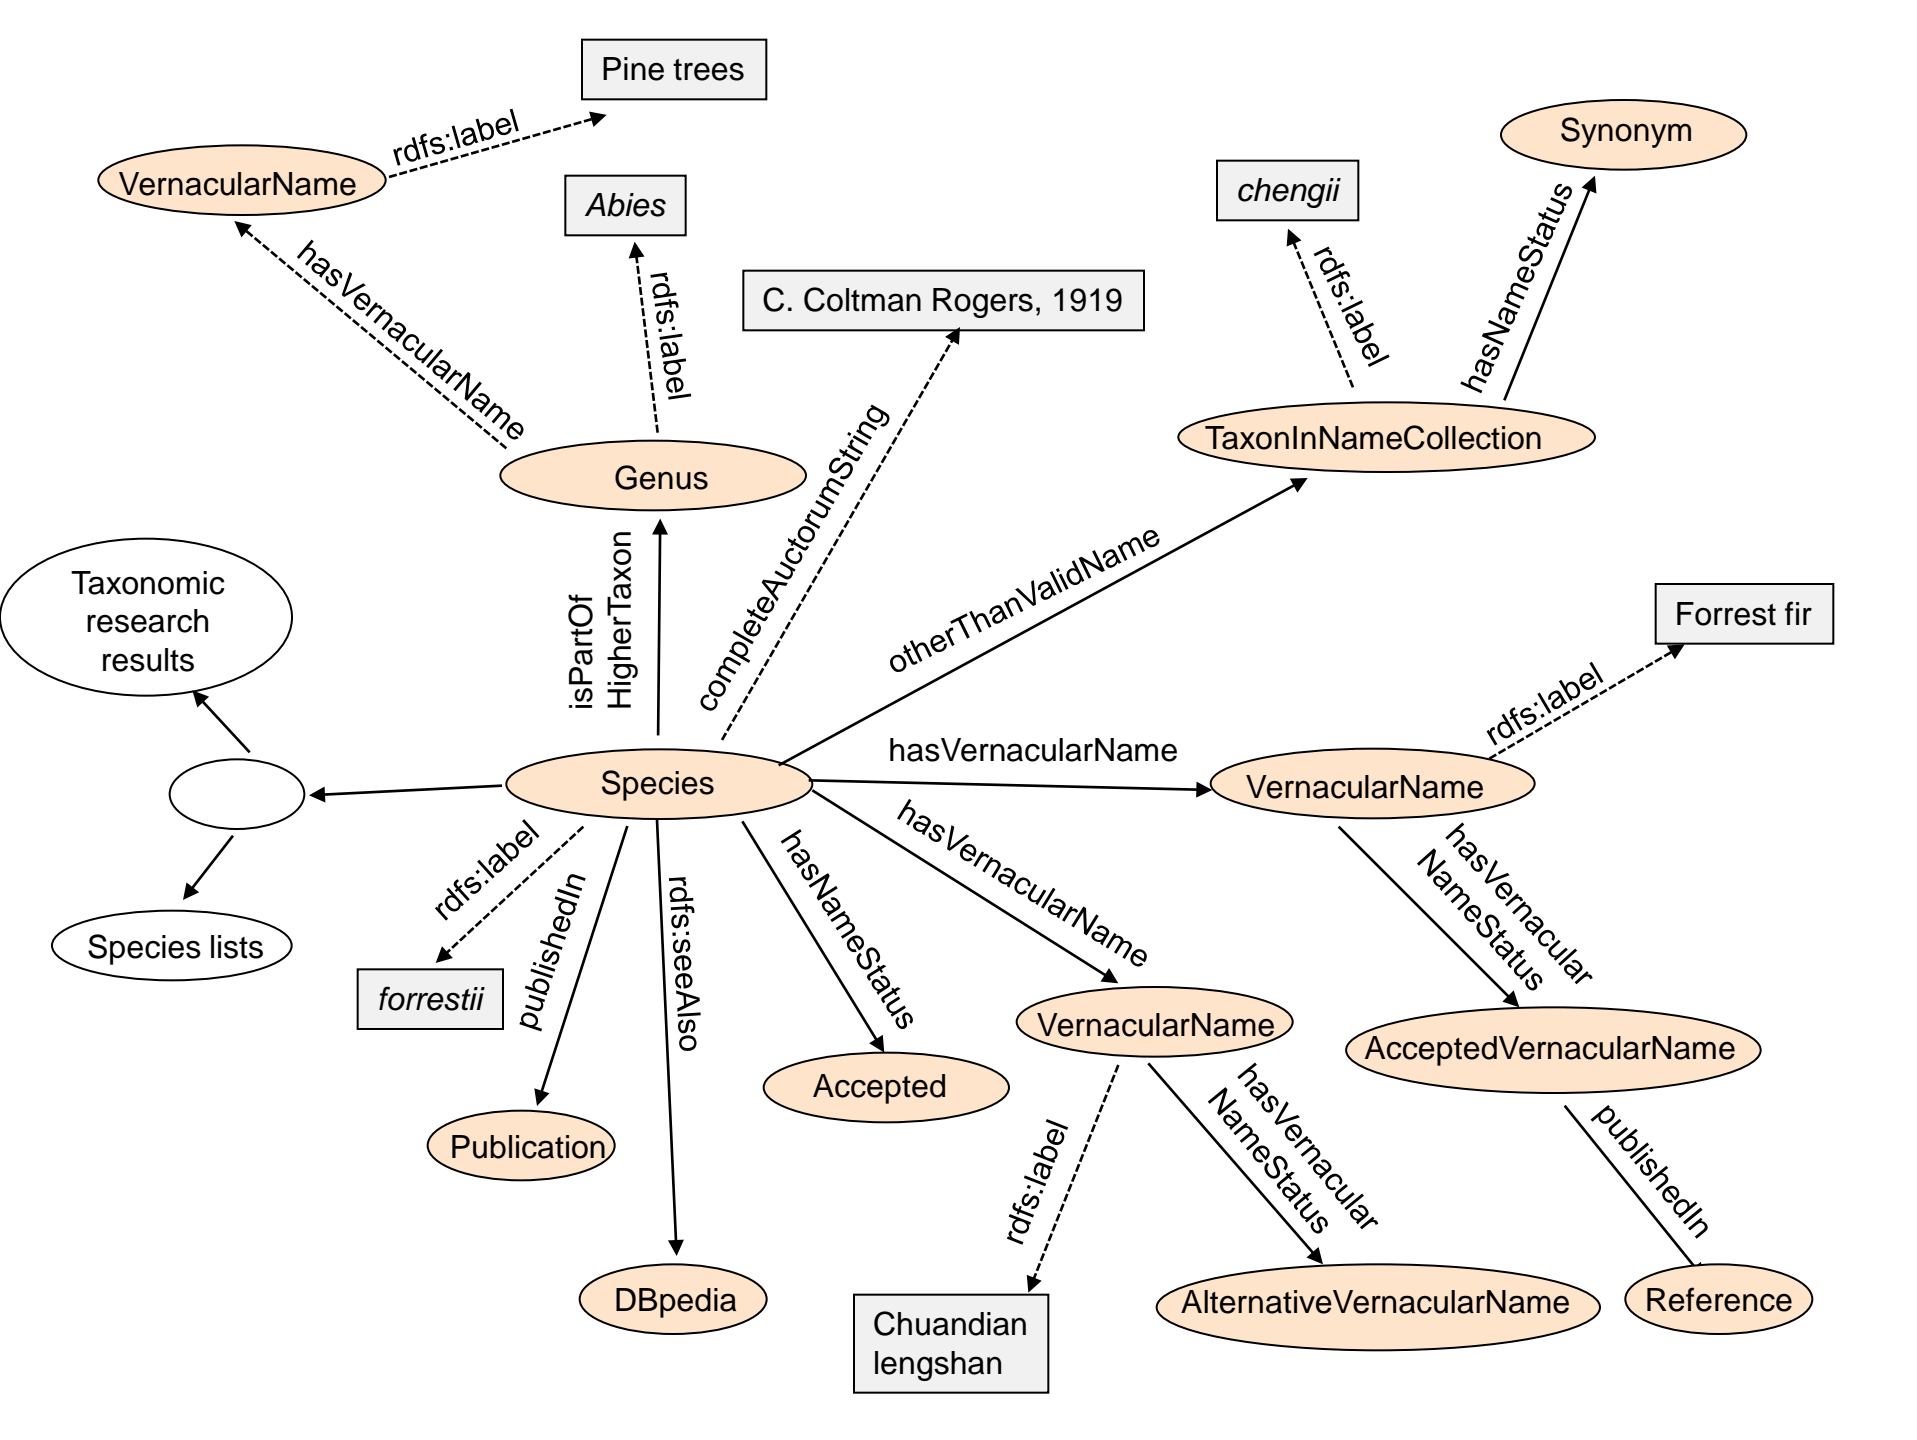 Pine trees
rdfs:label
VernacularName
Synonym
Abies
chengii
hasNameStatus
hasVernacularName
rdfs:label
rdfs:label
C. Coltman Rogers, 1919
TaxonInNameCollection
Genus
completeAuctorumString
isPartOf
HigherTaxon
otherThanValidName
Taxonomic
research
results
Forrest fir
rdfs:label
hasVernacularName
Species
VernacularName
rdfs:label
hasNameStatus
hasVernacularName
hasVernacular
NameStatus
publishedIn
rdfs:seeAlso
Species lists
forrestii
VernacularName
AcceptedVernacularName
Accepted
Publication
rdfs:label
hasVernacular
NameStatus
publishedIn
DBpedia
AlternativeVernacularName
Reference
Chuandian
lengshan